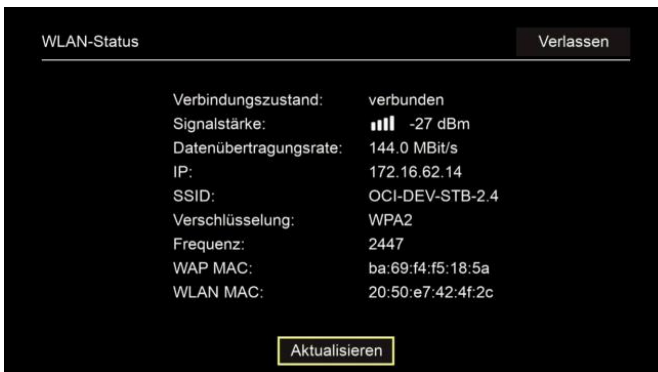 WLAN-Status Verlassen
Verbindungszustand: verbunden
Signalstärke: -27 dBm
Datenübertragungsrate: 144.0 MBit/s
IP: 172.16.62.14
SSID: OCI-DEV-STB-2.4
Verschlüsselung: WPA2
Frequenz: 2447
WAP MAC: ba:69:f4:f5:18:5a
WLAN MAC: 20:50:e7:42:4f:2c
Aktualisieren